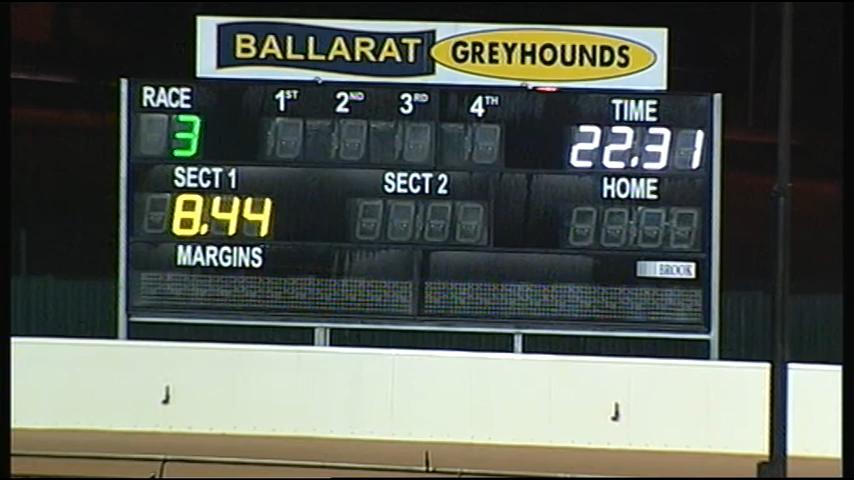 BALLARAT GREYHOUNDS
RACE 1ST 2ND 3RD 4TH TIME
3 22.31
SECT 1 SECT 2 HOME
8.44
MARGINS
BROOK